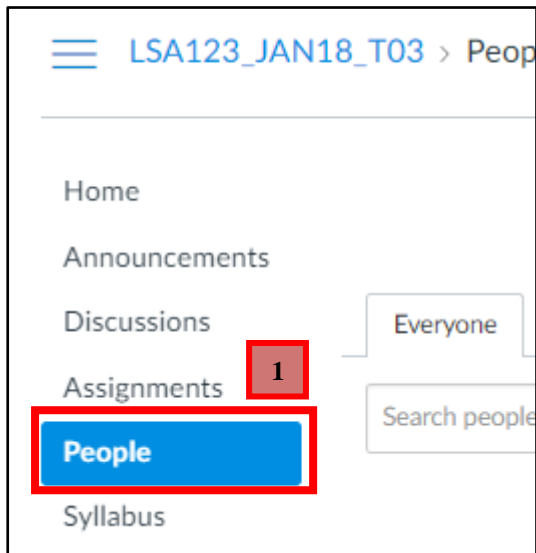 LSA123_JAN18_T03 > Peop
Home
Announcements
Discussions
Everyone
Assignments
1
Search people
People
Syllabus